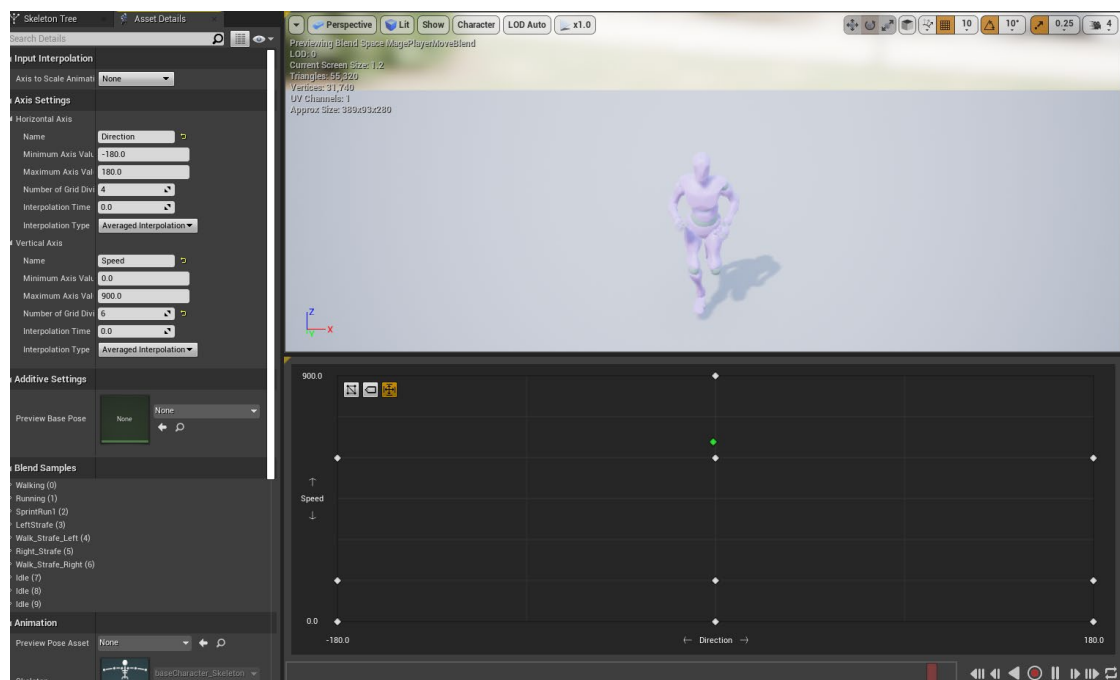 Skeleton Tree
Asset Details
Search Details
Input Interpolation
Axis to Scale Animati None
Axis Settings
Horizontal Axis
Name Direction
Minimum Axis Valu -180.0
Maximum Axis Val 180.0
Number of Grid Divi 4
Interpolation Time 0.0
Interpolation Type Averaged Interpolation
Vertical Axis
Name Speed
Minimum Axis Valu 0.0
Maximum Axis Val 900.0
Number of Grid Divi 6
Interpolation Time 0.0
Interpolation Type Averaged Interpolation
Additive Settings
Preview Base Pose None None
Blend Samples
Walking (0)
Running (1)
SprintRun1 (2)
LeftStrafe (3)
Walk_Strafe_Left (4)
Right_Strafe (5)
Walk_Strafe_Right (6)
Idle (7)
Idle (8)
Idle (9)
Animation
Preview Pose Asset None
baseCharacter_Skeleton
Perspective Lit Show Character LOD Auto x1.0 10 10° 0.25 4
Previewing Blend Space MagePlayerMoveBlend
LOD: 0
Current Screen Size: 1.2
Triangles: 55,320
Vertices: 31,740
UV Channels: 1
Approx Size: 389x93x280
Z
X
Y
900.0
Speed
0.0
-180.0 Direction 180.0